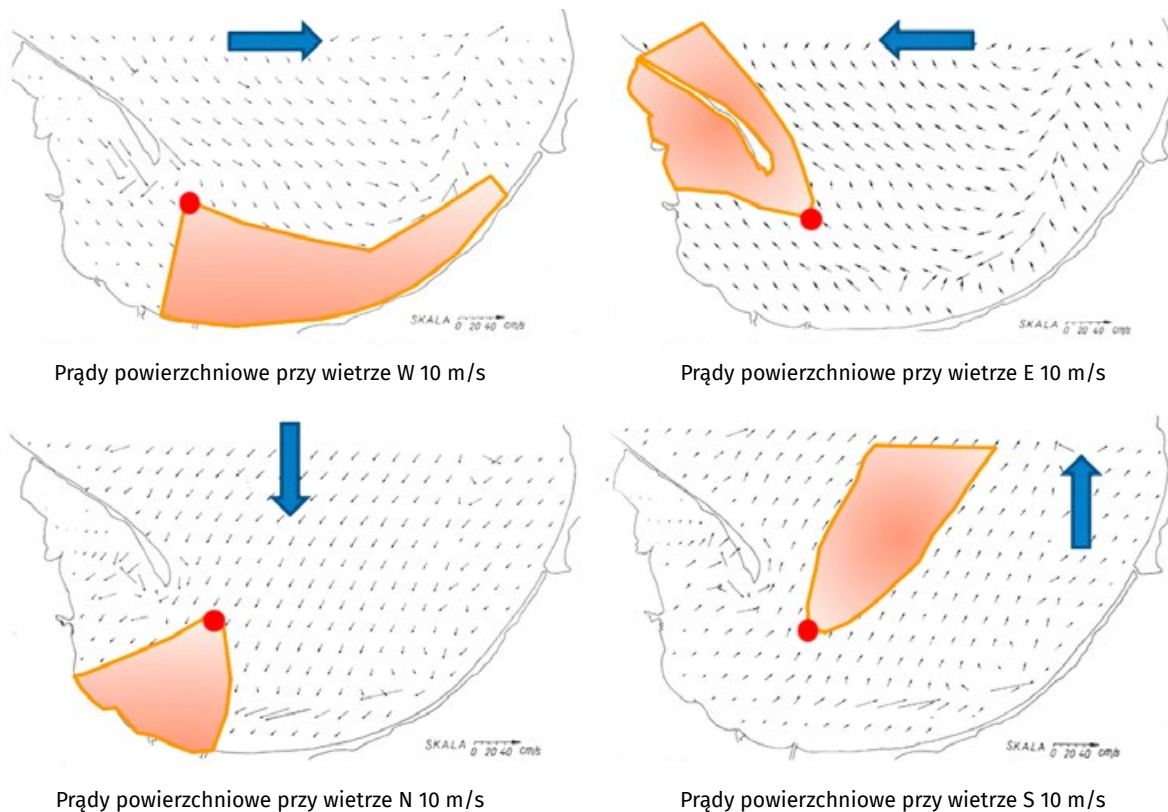 SKALA 0 20 40 cm/s
SKALA 0 20 40 cm/s
Prądy powierzchniowe przy wietrze W 10 m/s
Prądy powierzchniowe przy wietrze E 10 m/s
SKALA 0 20 40 cm/s
SKALA 0 20 40 cm/s
Prądy powierzchniowe przy wietrze N 10 m/s
Prądy powierzchniowe przy wietrze S 10 m/s